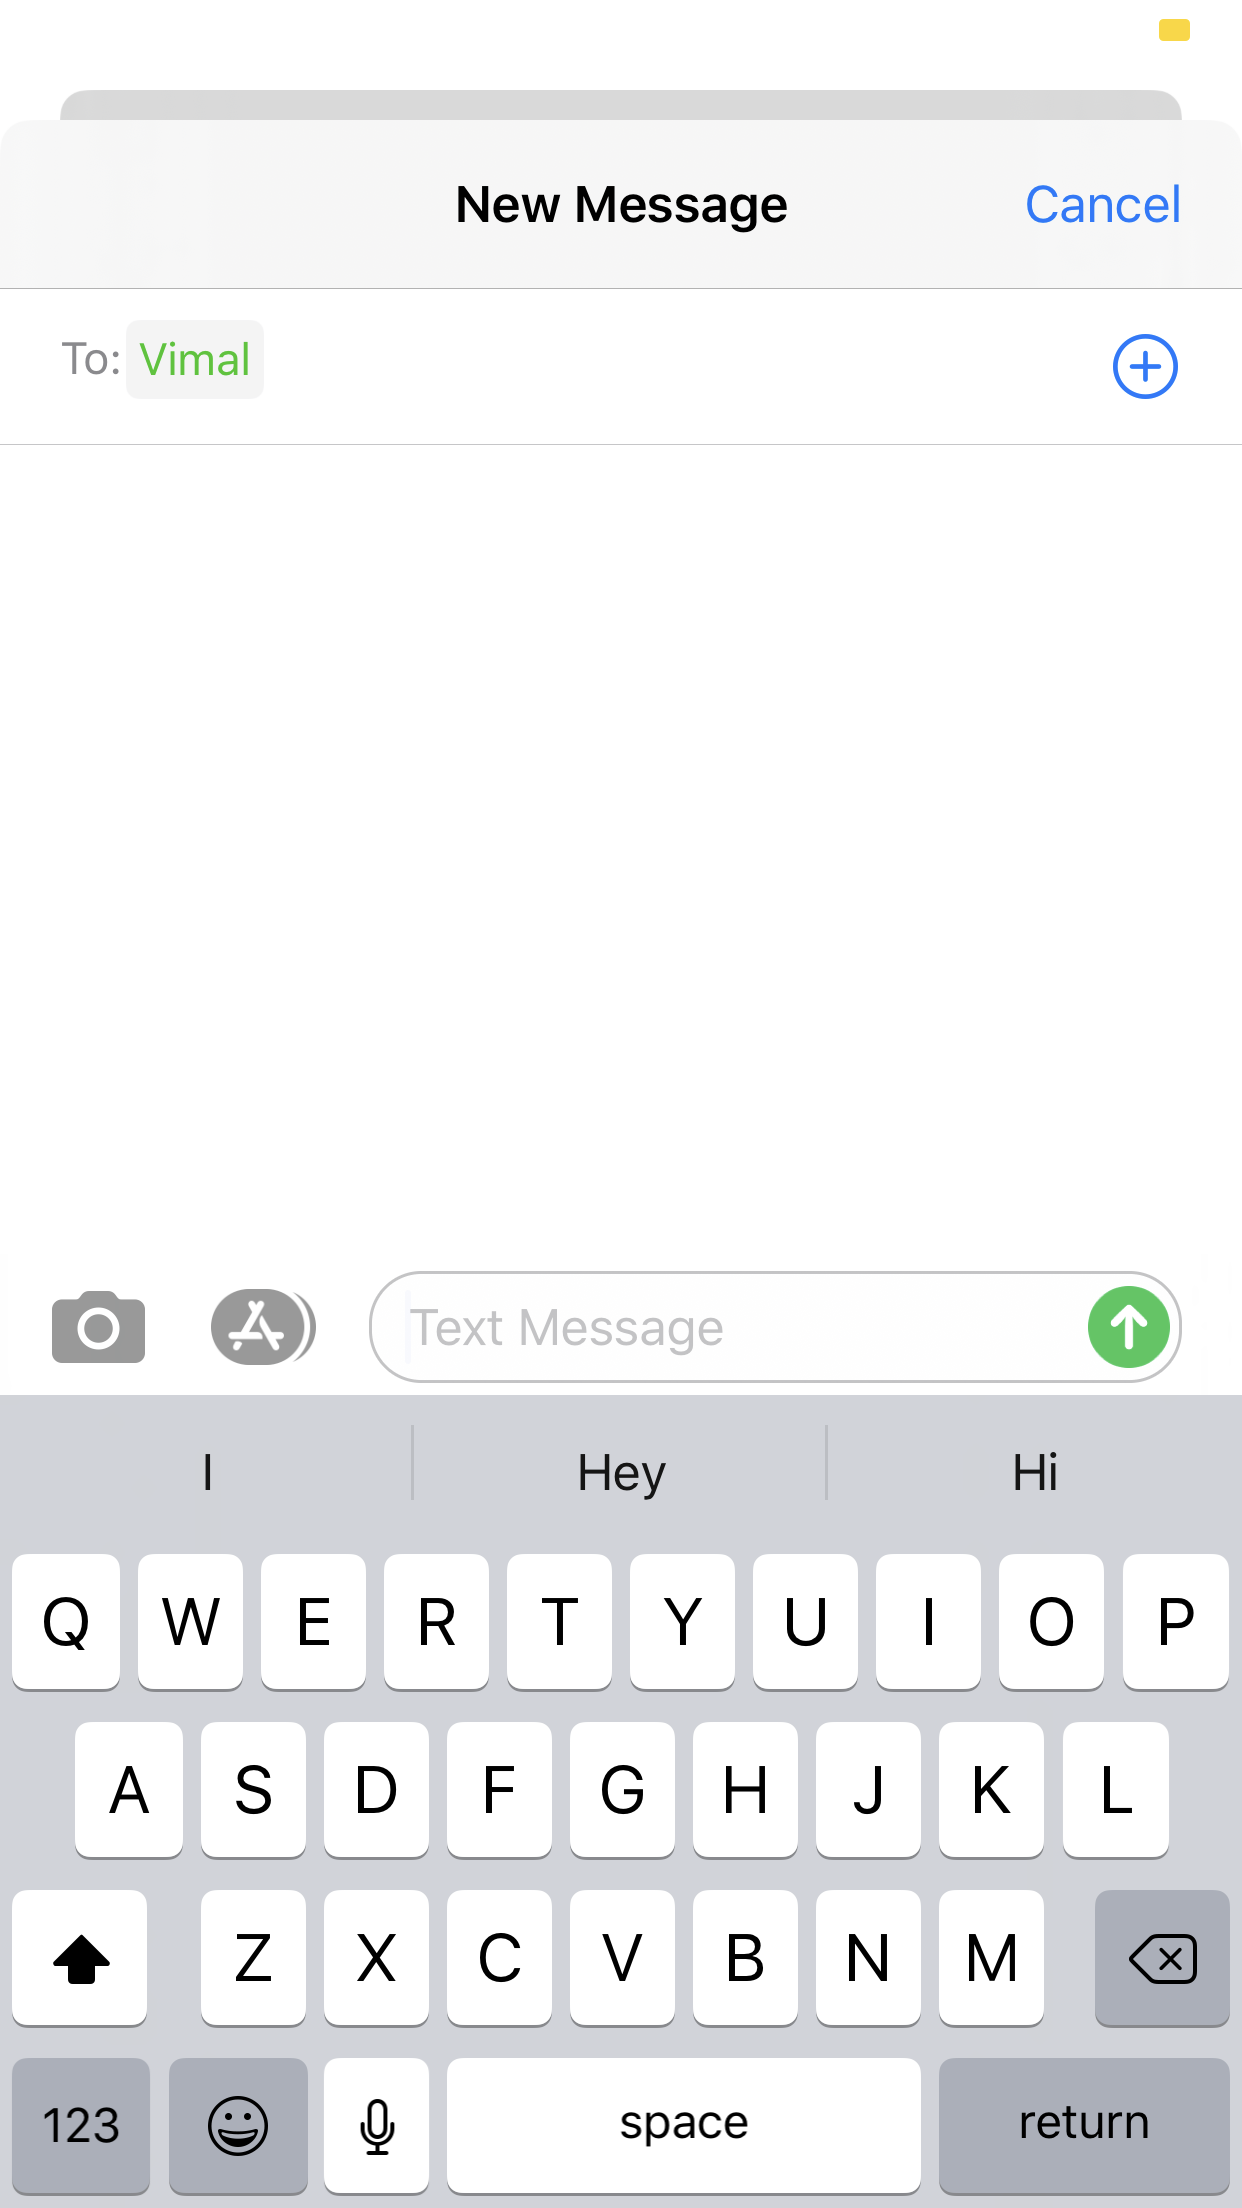 New Message Cancel
To: Vimal
Text Message
I Hey Hi
Q W E R T Y U I O P
A S D F G H J K L
Z X C V B N M
123 space return